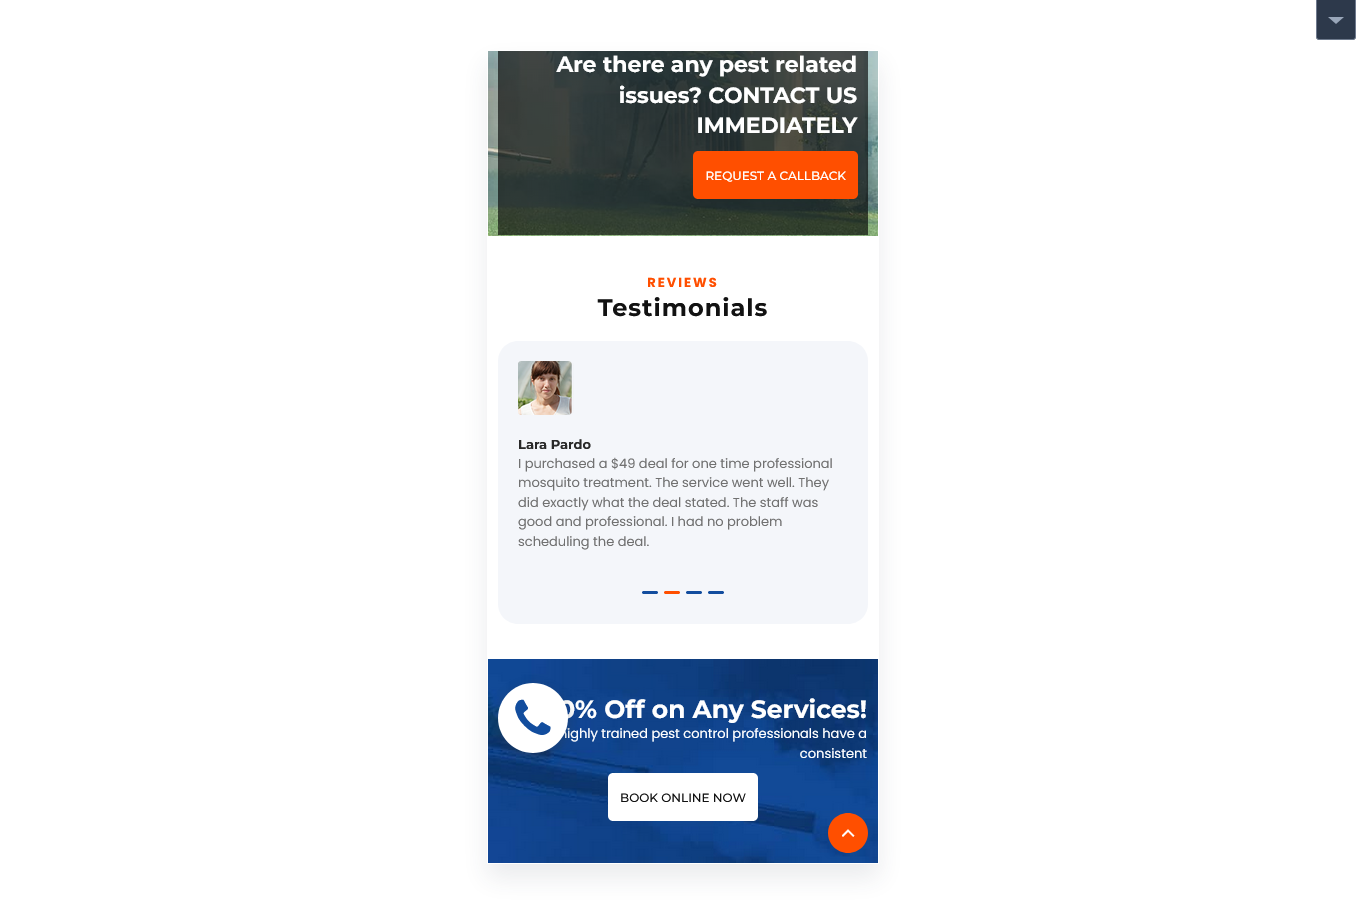 Are there any pest related
issues? CONTACT US
IMMEDIATELY
REQUEST A CALLBACK
REVIEWS
Testimonials
Lara Pardo
I purchased a $49 deal for one time professional
mosquito treatment. The service went well. They
did exactly what the deal stated. The staff was
good and professional. I had no problem
scheduling the deal.
0% Off on Any Services!
highly trained pest control professionals have a
consistent
BOOK ONLINE NOW